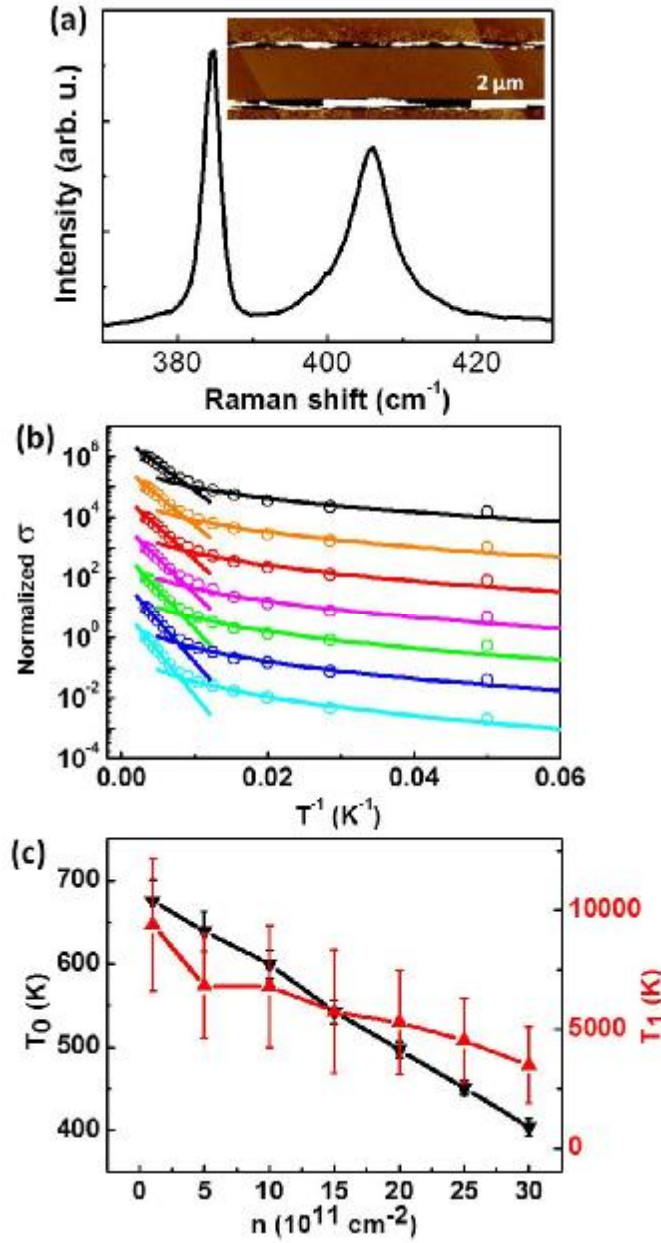 (a)
2 μm
Intensity (arb. u.)
380 400 420
Raman shift (cm⁻¹)
(b)
10⁶
10⁴
10²
10⁰
10⁻²
10⁻⁴
Normalized σ
0.00 0.02 0.04 0.06
T⁻¹ (K⁻¹)
(c)
700
600
500
400
T₀ (K)
10000
5000
0
T₁ (K)
0 5 10 15 20 25 30
n (10¹¹ cm⁻²)